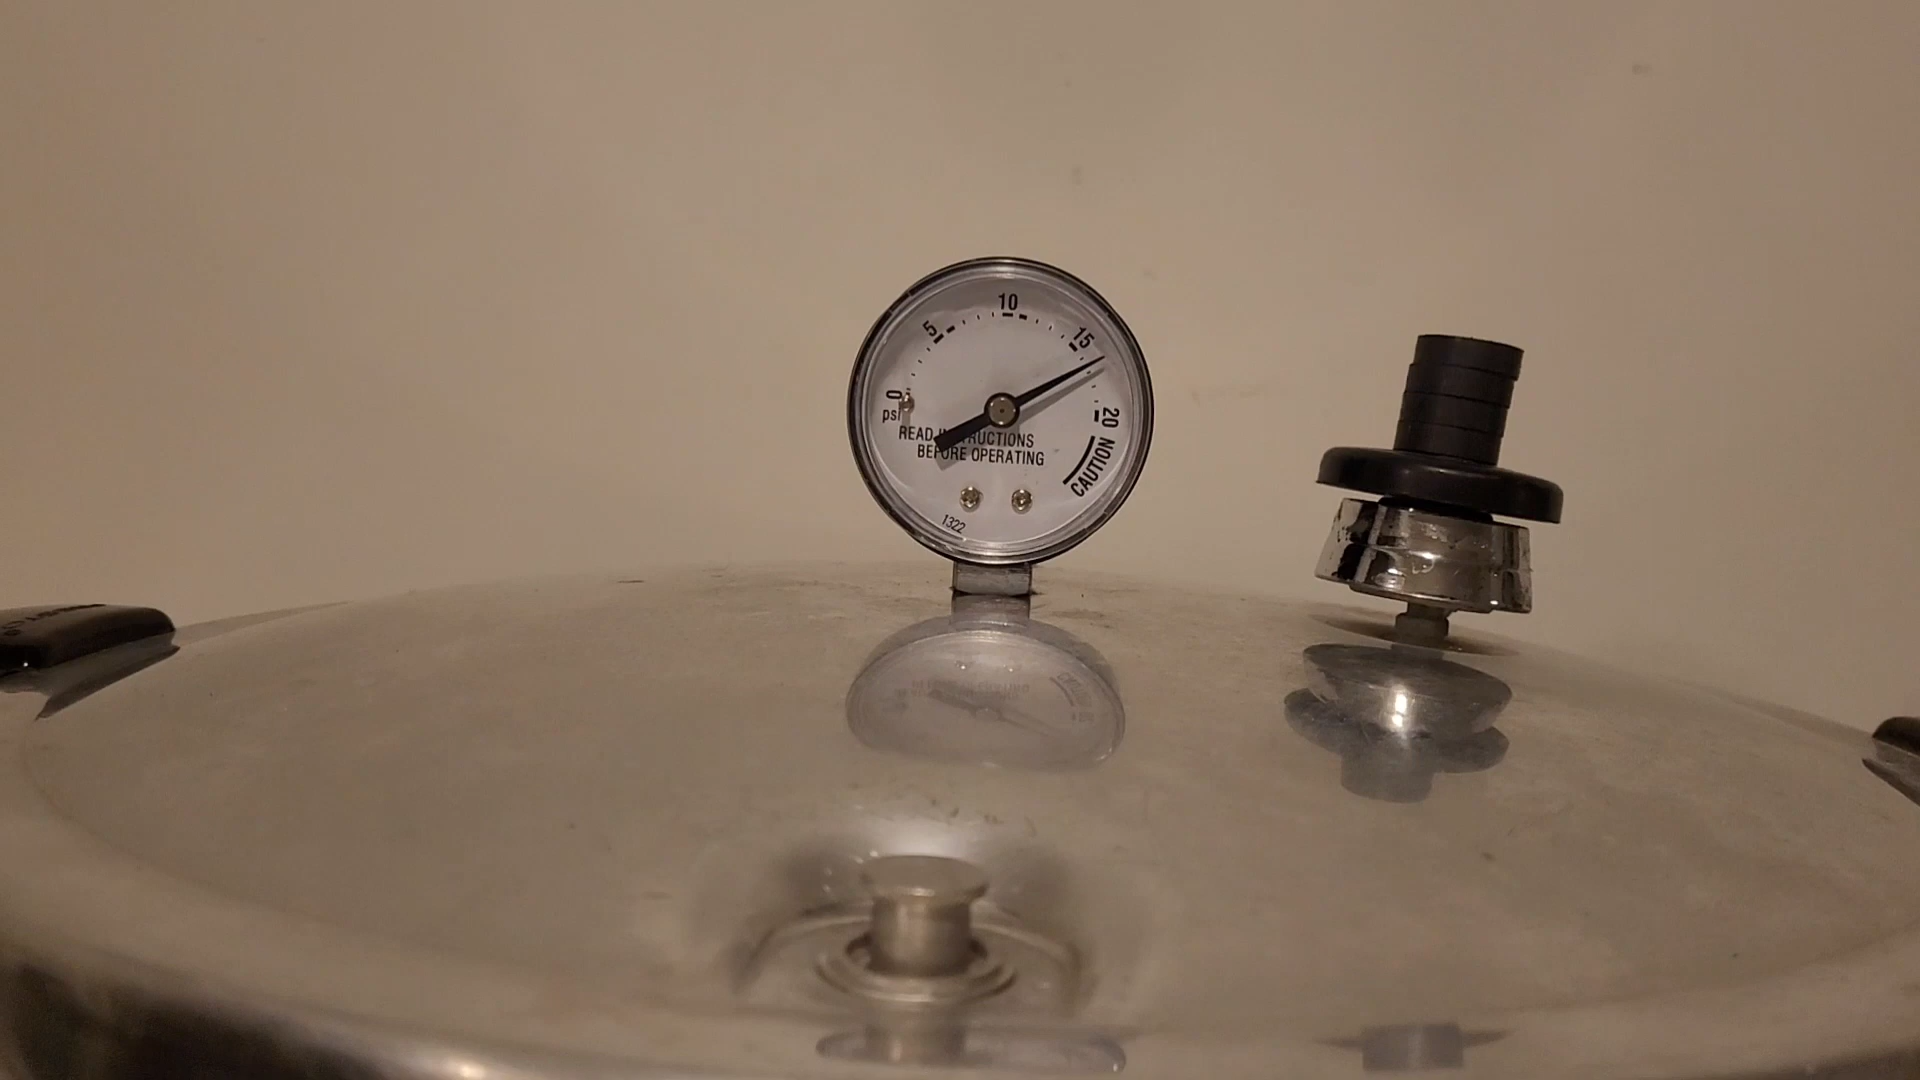 10
5
15
0
20
psi
READ INSTRUCTIONS
BEFORE OPERATING
CAUTION
1322